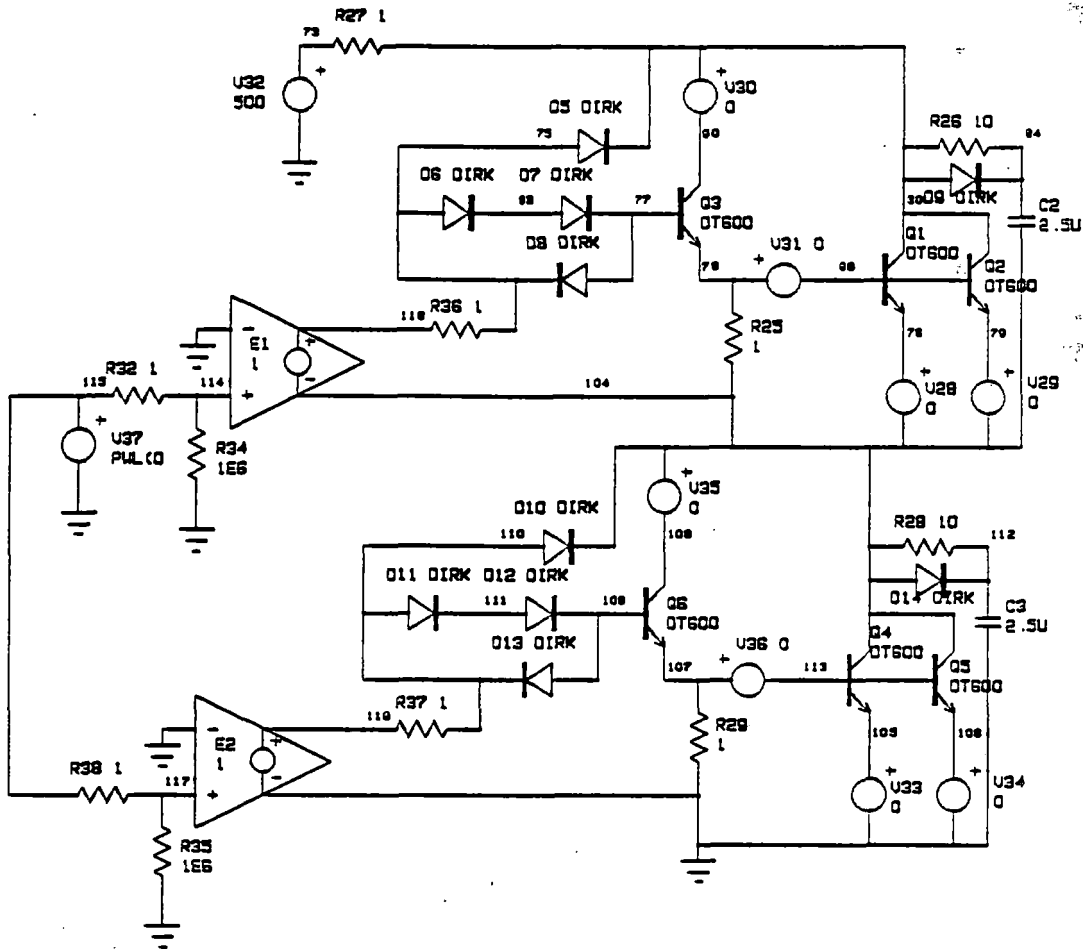 R27 1
73
V32
500
+
V30
0
D5 DIRK
75
90
R26 10
94
D6 DIRK
D7 DIRK
93
77
Q3
DT600
D9 DIRK
30
C2
2.5U
D8 DIRK
V31 0
Q1
DT600
Q2
DT600
98
R36 1
118
R25
1
78
79
E1
1
R32 1
115
114
104
V28
0
V29
0
V37
PWL(0
R34
1E6
V35
0
D10 DIRK
110
108
R28 10
112
D11 DIRK
D12 DIRK
111
109
Q6
DT600
D14 DIRK
C3
2.5U
D13 DIRK
V36 0
Q4
DT600
Q5
DT600
107
113
R37 1
119
R29
1
105
106
E2
1
R38 1
117
V33
0
V34
0
R35
1E6